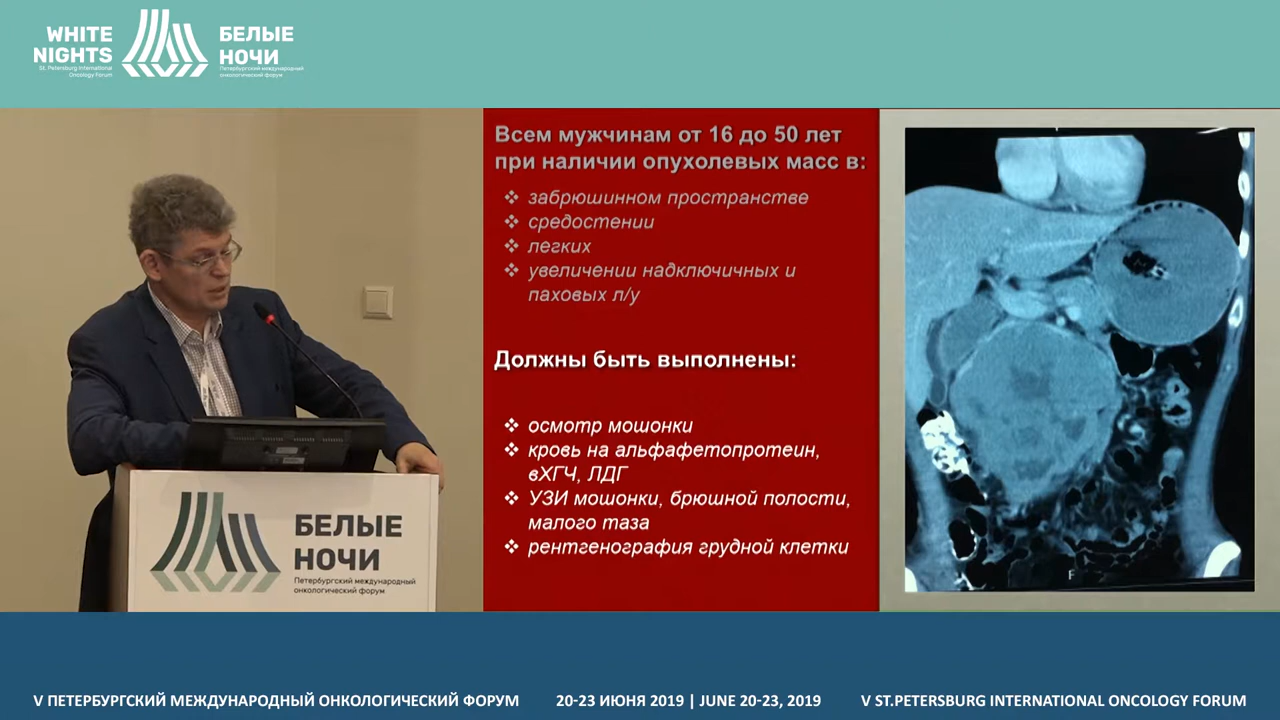 WHITE
NIGHTS
St. Petersburg International
Oncology Forum
БЕЛЫЕ
НОЧИ
Петербургский международный
онкологический форум
Всем мужчинам от 16 до 50 лет
при наличии опухолевых масс в:
❖ забрюшинном пространстве
❖ средостении
❖ легких
❖ увеличении надключичных и
паховых л/у
Должны быть выполнены:
❖ осмотр мошонки
❖ кровь на альфафетопротеин,
вХГЧ, ЛДГ
❖ УЗИ мошонки, брюшной полости,
малого таза
❖ рентгенография грудной клетки
F
БЕЛЫЕ
НОЧИ
Петербургский международный
онкологический форум
V ПЕТЕРБУРГСКИЙ МЕЖДУНАРОДНЫЙ ОНКОЛОГИЧЕСКИЙ ФОРУМ
20-23 ИЮНЯ 2019 | JUNE 20-23, 2019
V ST.PETERSBURG INTERNATIONAL ONCOLOGY FORUM